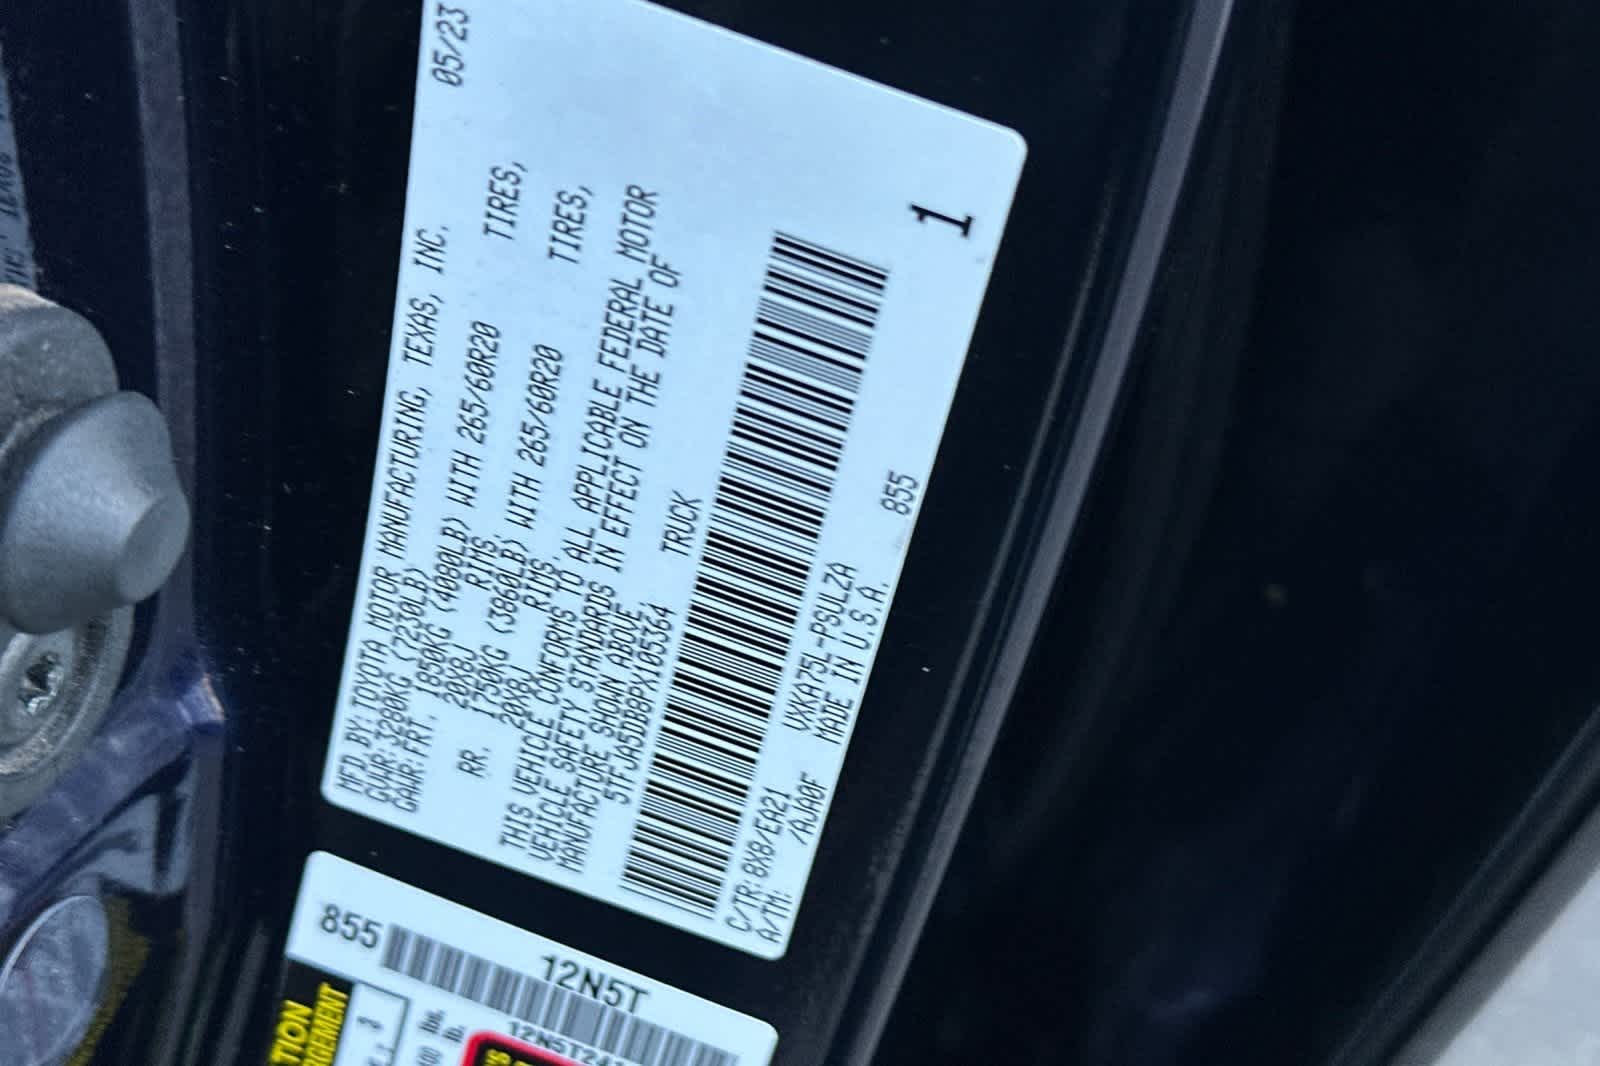 MFD.BY:TOYOTA MOTOR MANUFACTURING, TEXAS, INC. 05/23
GVWR:3280KG (7230LB)
GAWR:FRT. 1850KG (4080LB) WITH 265/60R20 TIRES,
20X8J RIMS,
RR. 1750KG (3860LB) WITH 265/60R20 TIRES,
20X8J RIMS.
THIS VEHICLE CONFORMS TO ALL APPLICABLE FEDERAL MOTOR
VEHICLE SAFETY STANDARDS IN EFFECT ON THE DATE OF
MANUFACTURE SHOWN ABOVE.
5TFJA5DB8PX105364 TRUCK
1
C/TR:8X8/EA21 VXKA75L-PSULZA 855
A/TM: /AJA0F MADE IN U.S.A.
855 12N5T